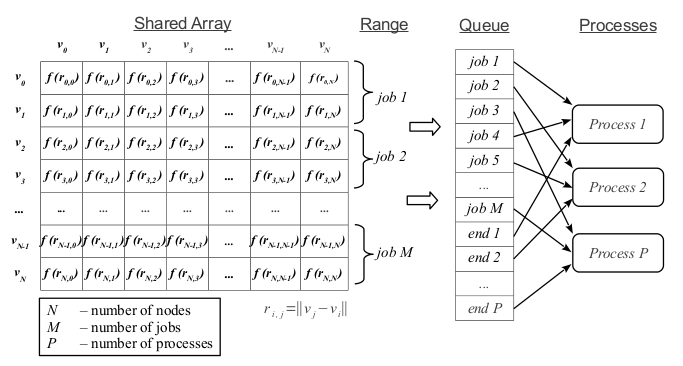 Shared Array Range Queue Processes
v0 v1 v2 v3 ... vN-1 vN
v0 f(r0,0) f(r0,1) f(r0,2) f(r0,3) ... f(r0,N-1) f(r0,N)
v1 f(r1,0) f(r1,1) f(r1,2) f(r1,3) ... f(r1,N-1) f(r1,N)
job 1
v2 f(r2,0) f(r2,1) f(r2,2) f(r2,3) ... f(r2,N-1) f(r2,N)
v3 f(r3,0) f(r3,1) f(r3,2) f(r3,3) ... f(r3,N-1) f(r3,N)
job 2
... ... ... ... ... ... ... ...
vN-1 f(rN-1,0) f(rN-1,1) f(rN-1,2) f(rN-1,3) ... f(rN-1,N-1) f(rN-1,N)
vN f(rN,0) f(rN,1) f(rN,2) f(rN,3) ... f(rN,N-1) f(rN,N)
job M
N – number of nodes
M – number of jobs
P – number of processes
ri,j=||vj−vi||
job 1
job 2
job 3
job 4
job 5
...
job M
end 1
end 2
...
end P
Process 1
Process 2
Process P